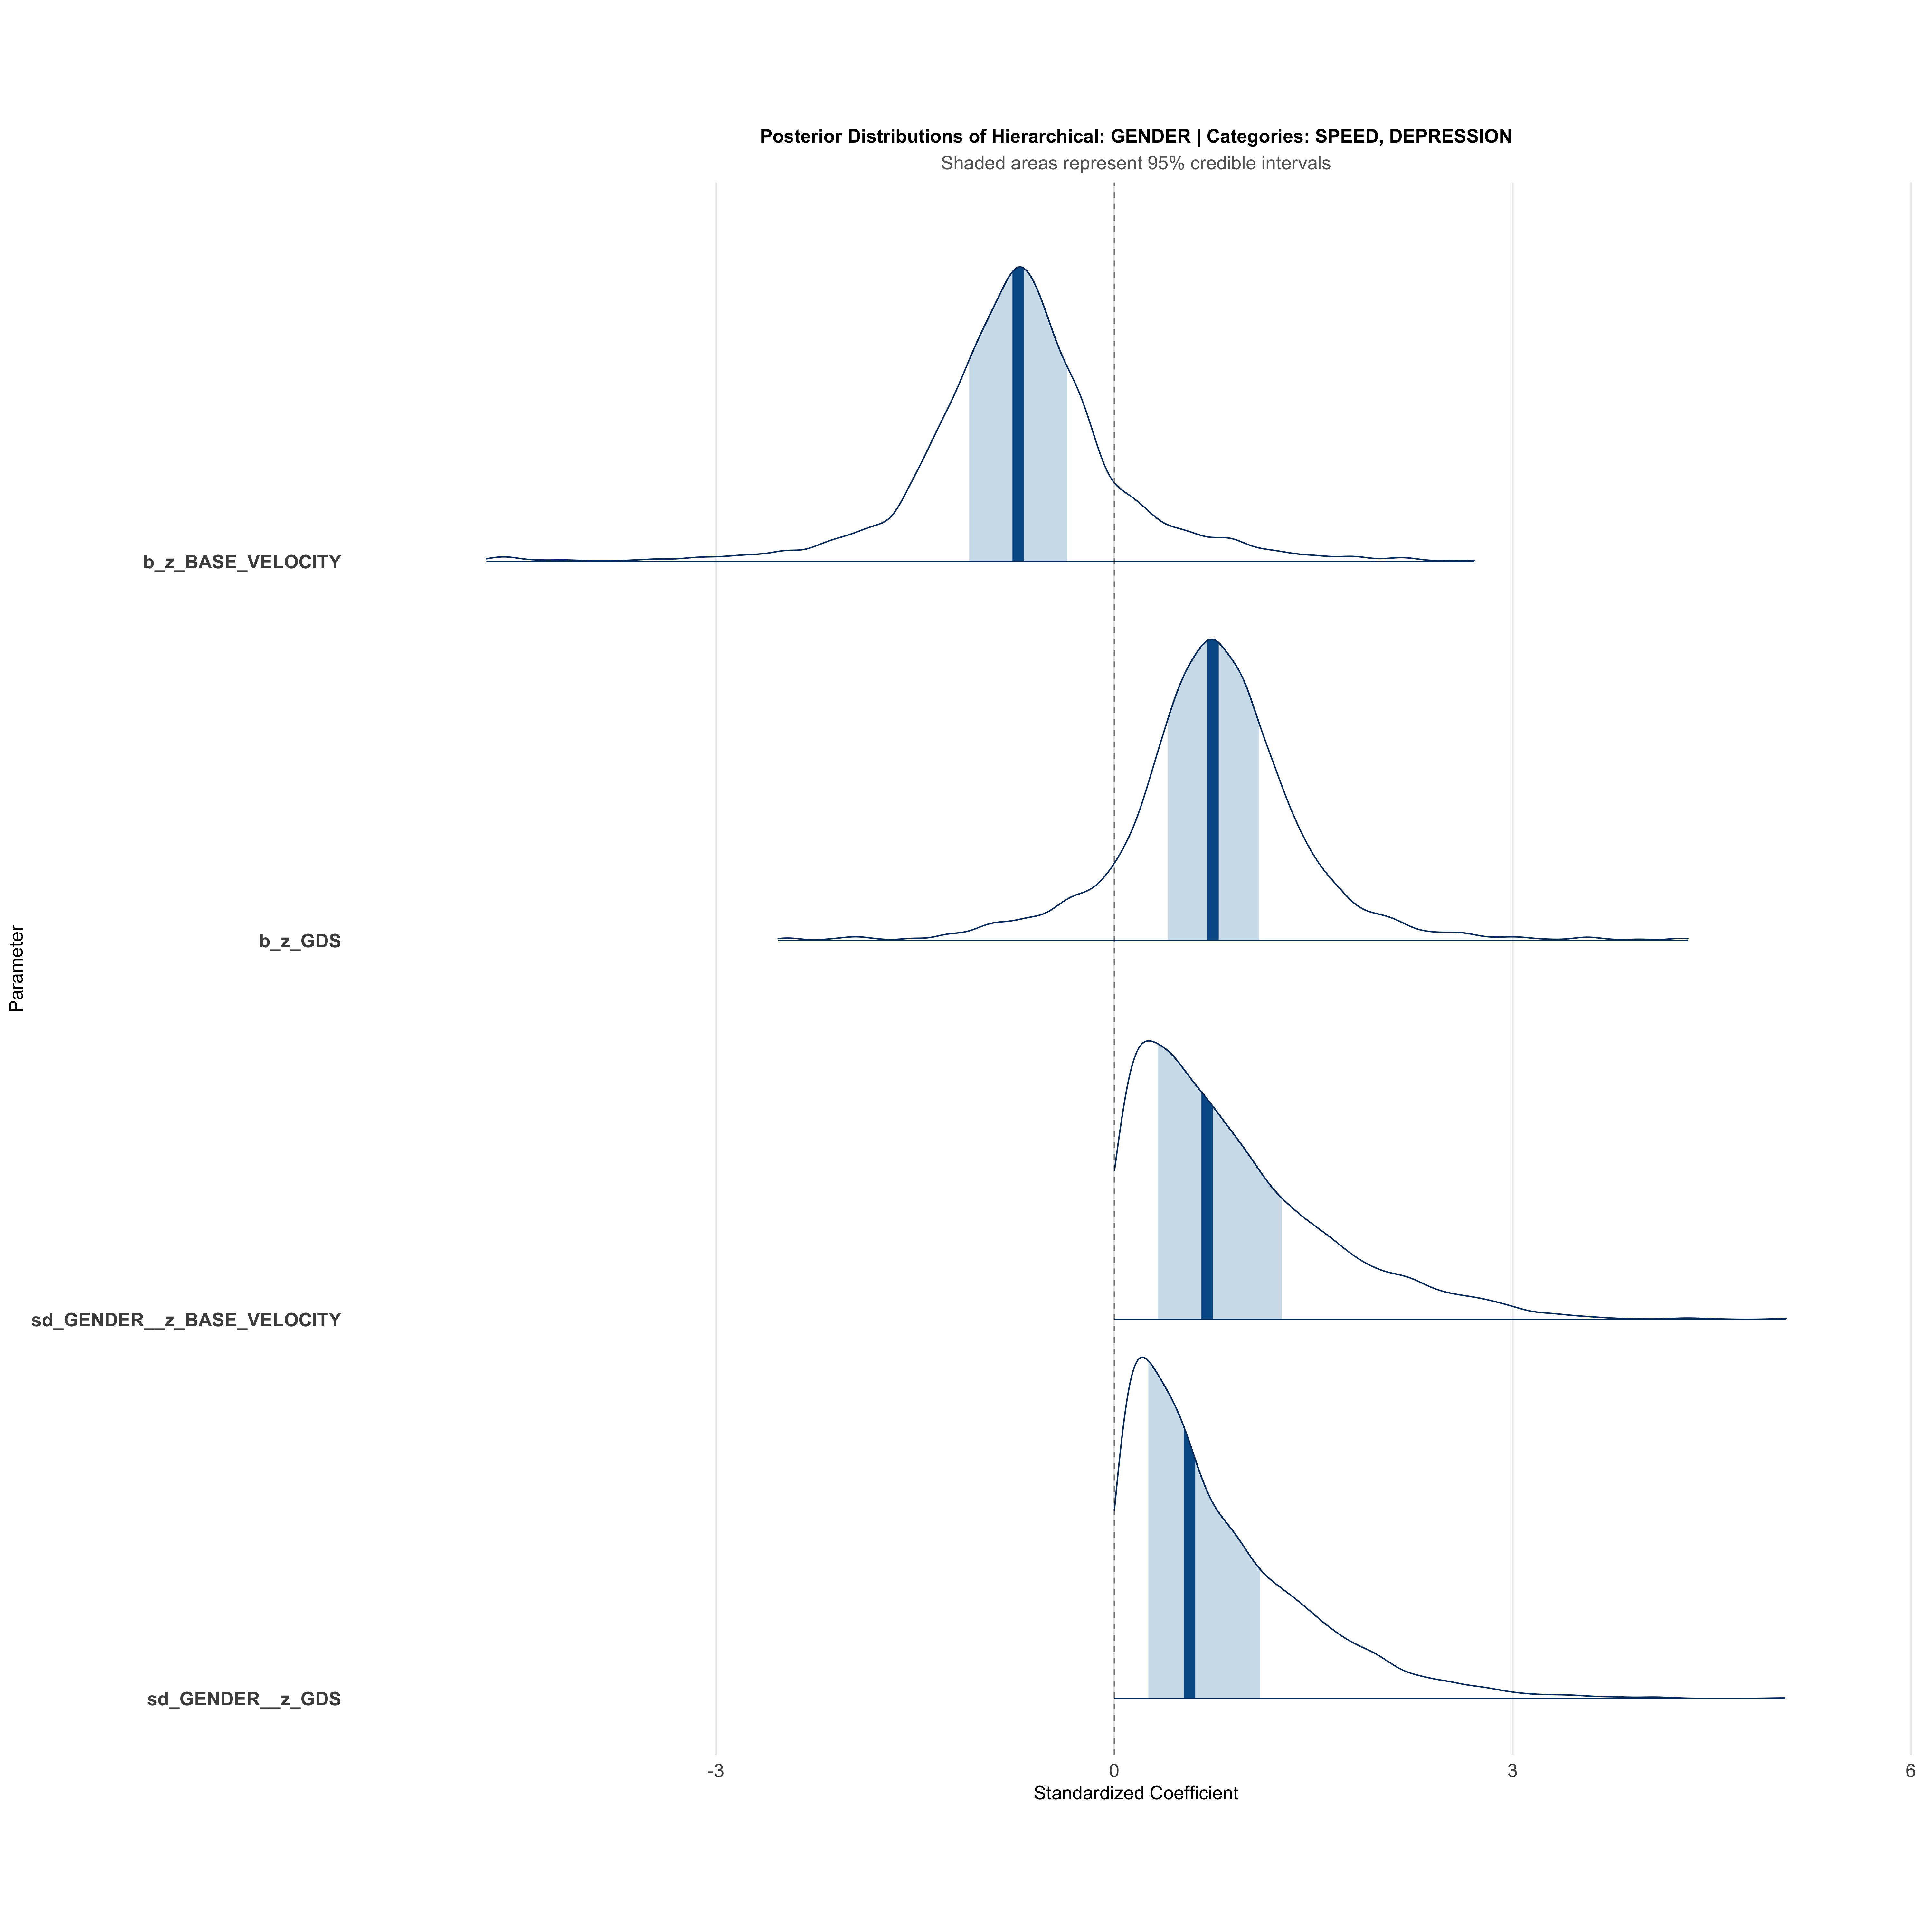 Posterior Distributions of Hierarchical: GENDER | Categories: SPEED, DEPRESSION
Shaded areas represent 95% credible intervals
Parameter
b_z_BASE_VELOCITY
b_z_GDS
sd_GENDER__z_BASE_VELOCITY
sd_GENDER__z_GDS
-3 0 3 6
Standardized Coefficient